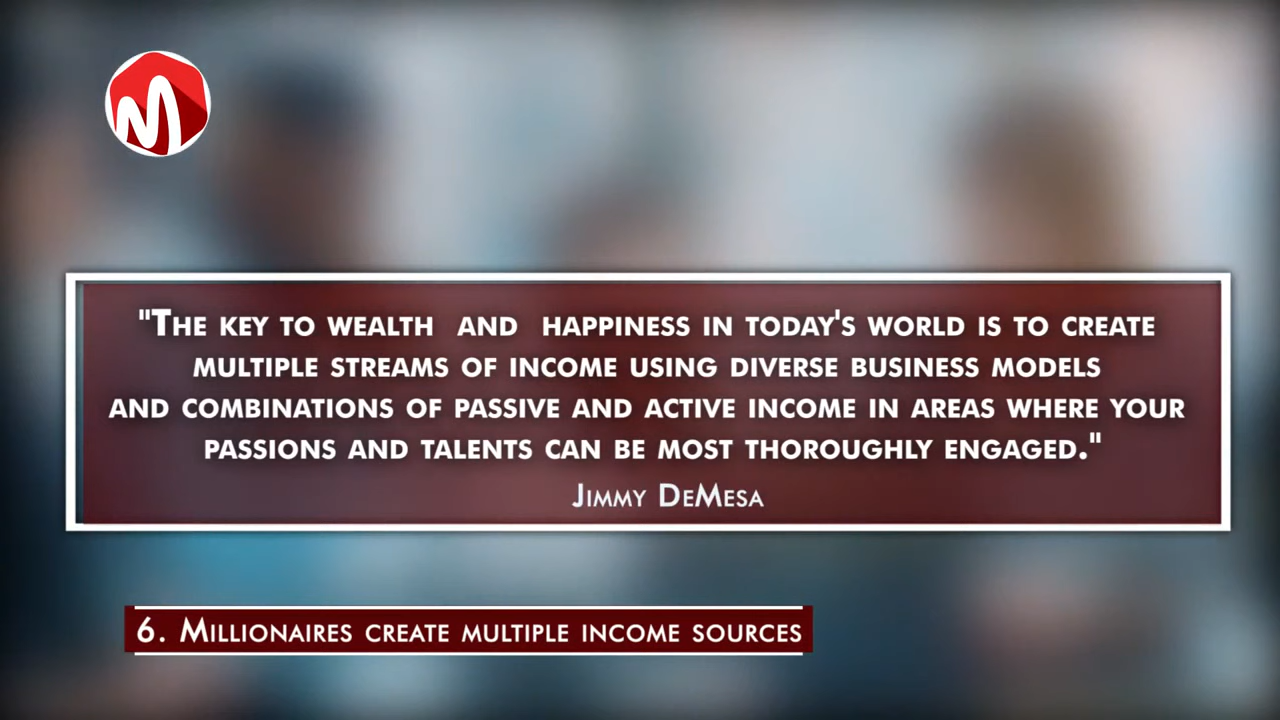 M
"The key to wealth and happiness in today's world is to create
multiple streams of income using diverse business models
and combinations of passive and active income in areas where your
passions and talents can be most thoroughly engaged."
Jimmy DeMesa
6. Millionaires create multiple income sources